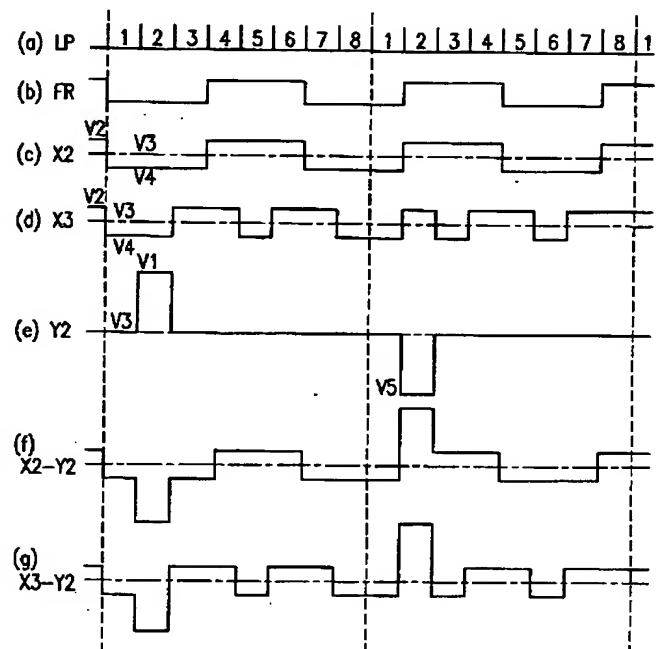 (a) LP 1 2 3 4 5 6 7 8 1 2 3 4 5 6 7 8 1
(b) FR
V2
(c) X2 V3
V4
V2
(d) X3 V3
V4
V1
(e) Y2 V3
V5
(f)
X2-Y2
(g)
X3-Y2